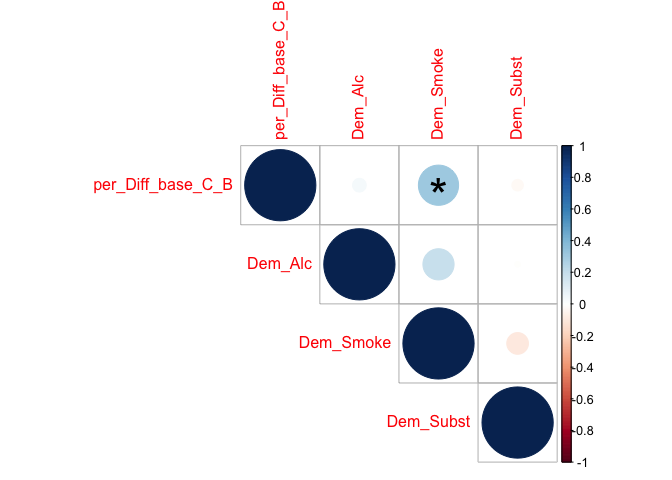 per_Diff_base_C_B
Dem_Alc
Dem_Smoke
Dem_Subst
per_Diff_base_C_B
*
Dem_Alc
Dem_Smoke
Dem_Subst
1
0.8
0.6
0.4
0.2
0
-0.2
-0.4
-0.6
-0.8
-1